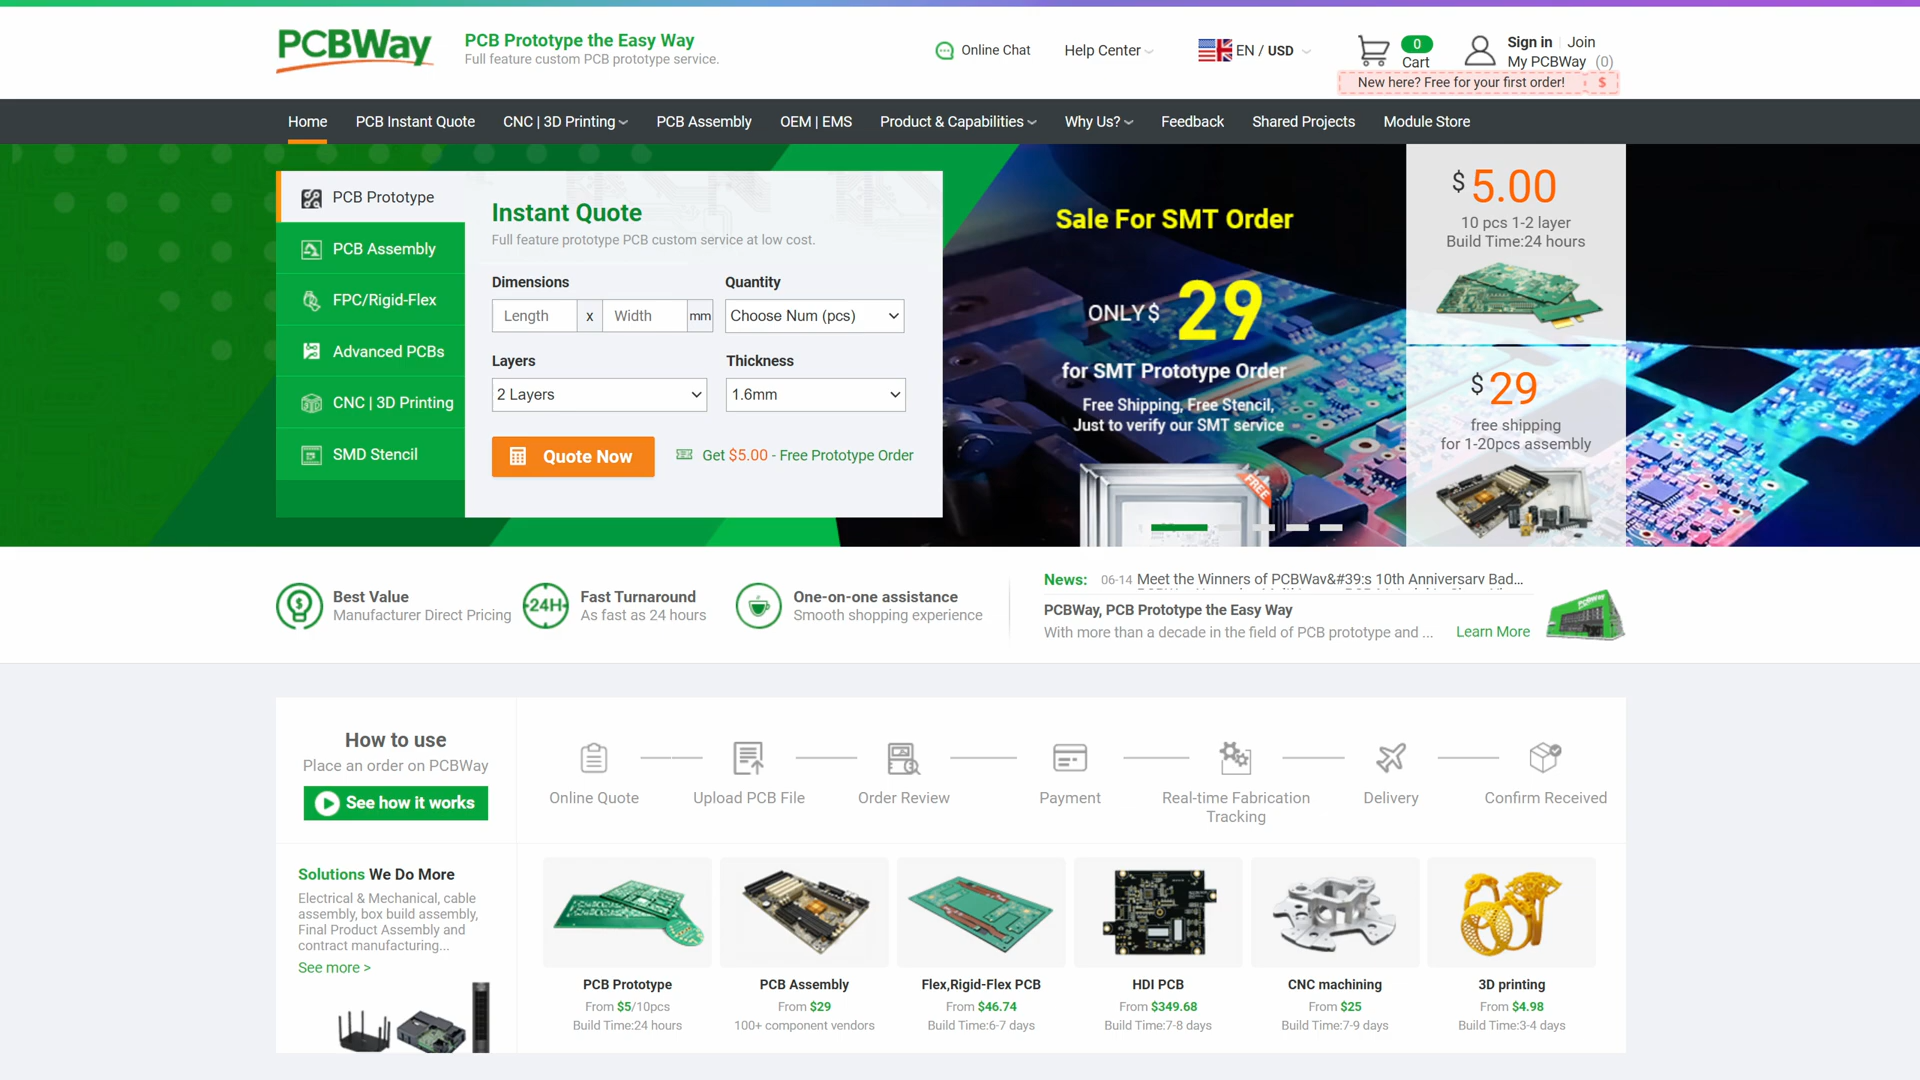 PCBWay
PCB Prototype the Easy Way
Full feature custom PCB prototype service.
Online Chat
Help Center
EN / USD
0
Cart
Sign in
Join
My PCBWay (0)
New here? Free for your first order!
$
Home
PCB Instant Quote
CNC | 3D Printing
PCB Assembly
OEM | EMS
Product & Capabilities
Why Us?
Feedback
Shared Projects
Module Store
PCB Prototype
PCB Assembly
FPC/Rigid-Flex
Advanced PCBs
CNC | 3D Printing
SMD Stencil
Instant Quote
Full feature prototype PCB custom service at low cost.
Dimensions
Quantity
Length x Width mm
Choose Num (pcs)
Layers
Thickness
2 Layers
1.6mm
Quote Now
Get $5.00 - Free Prototype Order
Sale For SMT Order
ONLY $ 29
for SMT Prototype Order
Free Shipping, Free Stencil,
Just to verify our SMT service
FREE
$ 5.00
10 pcs 1-2 layer
Build Time:24 hours
$ 29
free shipping
for 1-20pcs assembly
Best Value
Manufacturer Direct Pricing
24H
Fast Turnaround
As fast as 24 hours
One-on-one assistance
Smooth shopping experience
News: 06-14 Meet the Winners of PCBWay&#39;s 10th Anniversary Bad...
PCBWay, PCB Prototype the Easy Way
With more than a decade in the field of PCB prototype and ...
Learn More
PCBWay
How to use
Place an order on PCBWay
See how it works
Online Quote
Upload PCB File
Order Review
Payment
Real-time Fabrication
Tracking
Delivery
Confirm Received
Solutions We Do More
Electrical & Mechanical, cable
assembly, box build assembly,
Final Product Assembly and
contract manufacturing...
See more >
PCB Prototype
From $5/10pcs
Build Time:24 hours
PCB Assembly
From $29
100+ component vendors
Flex,Rigid-Flex PCB
From $46.74
Build Time:6-7 days
HDI PCB
From $349.68
Build Time:7-8 days
CNC machining
From $25
Build Time:7-9 days
3D printing
From $4.98
Build Time:3-4 days